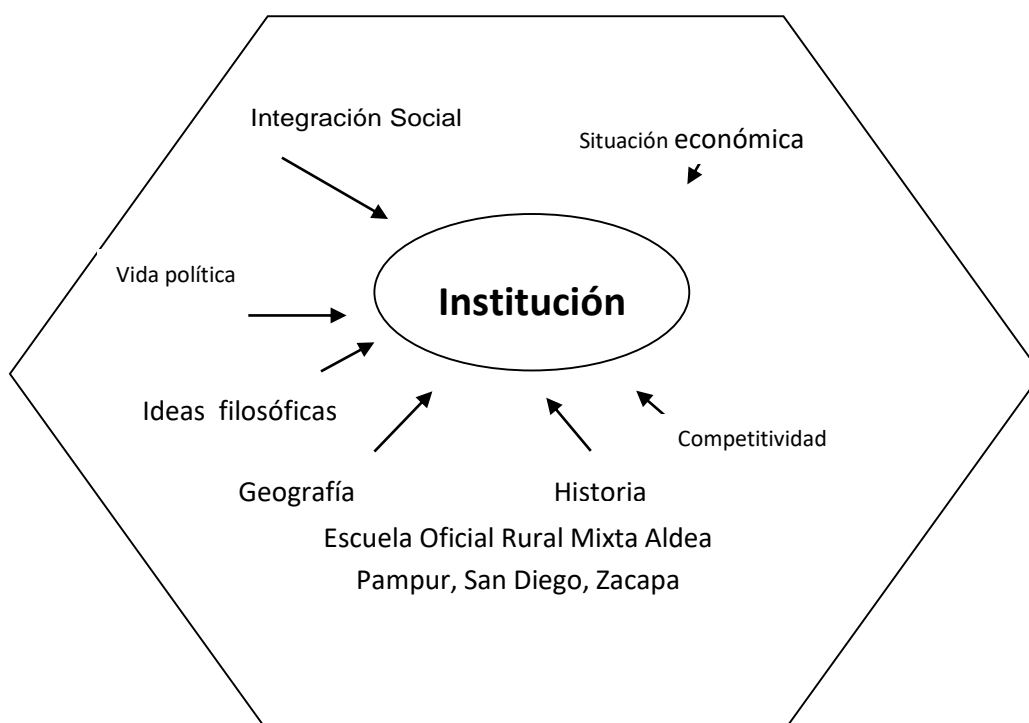 Integración Social
Situación económica
Vida política
Institución
Ideas filosóficas
Competitividad
Geografía
Historia
Escuela Oficial Rural Mixta Aldea
Pampur, San Diego, Zacapa